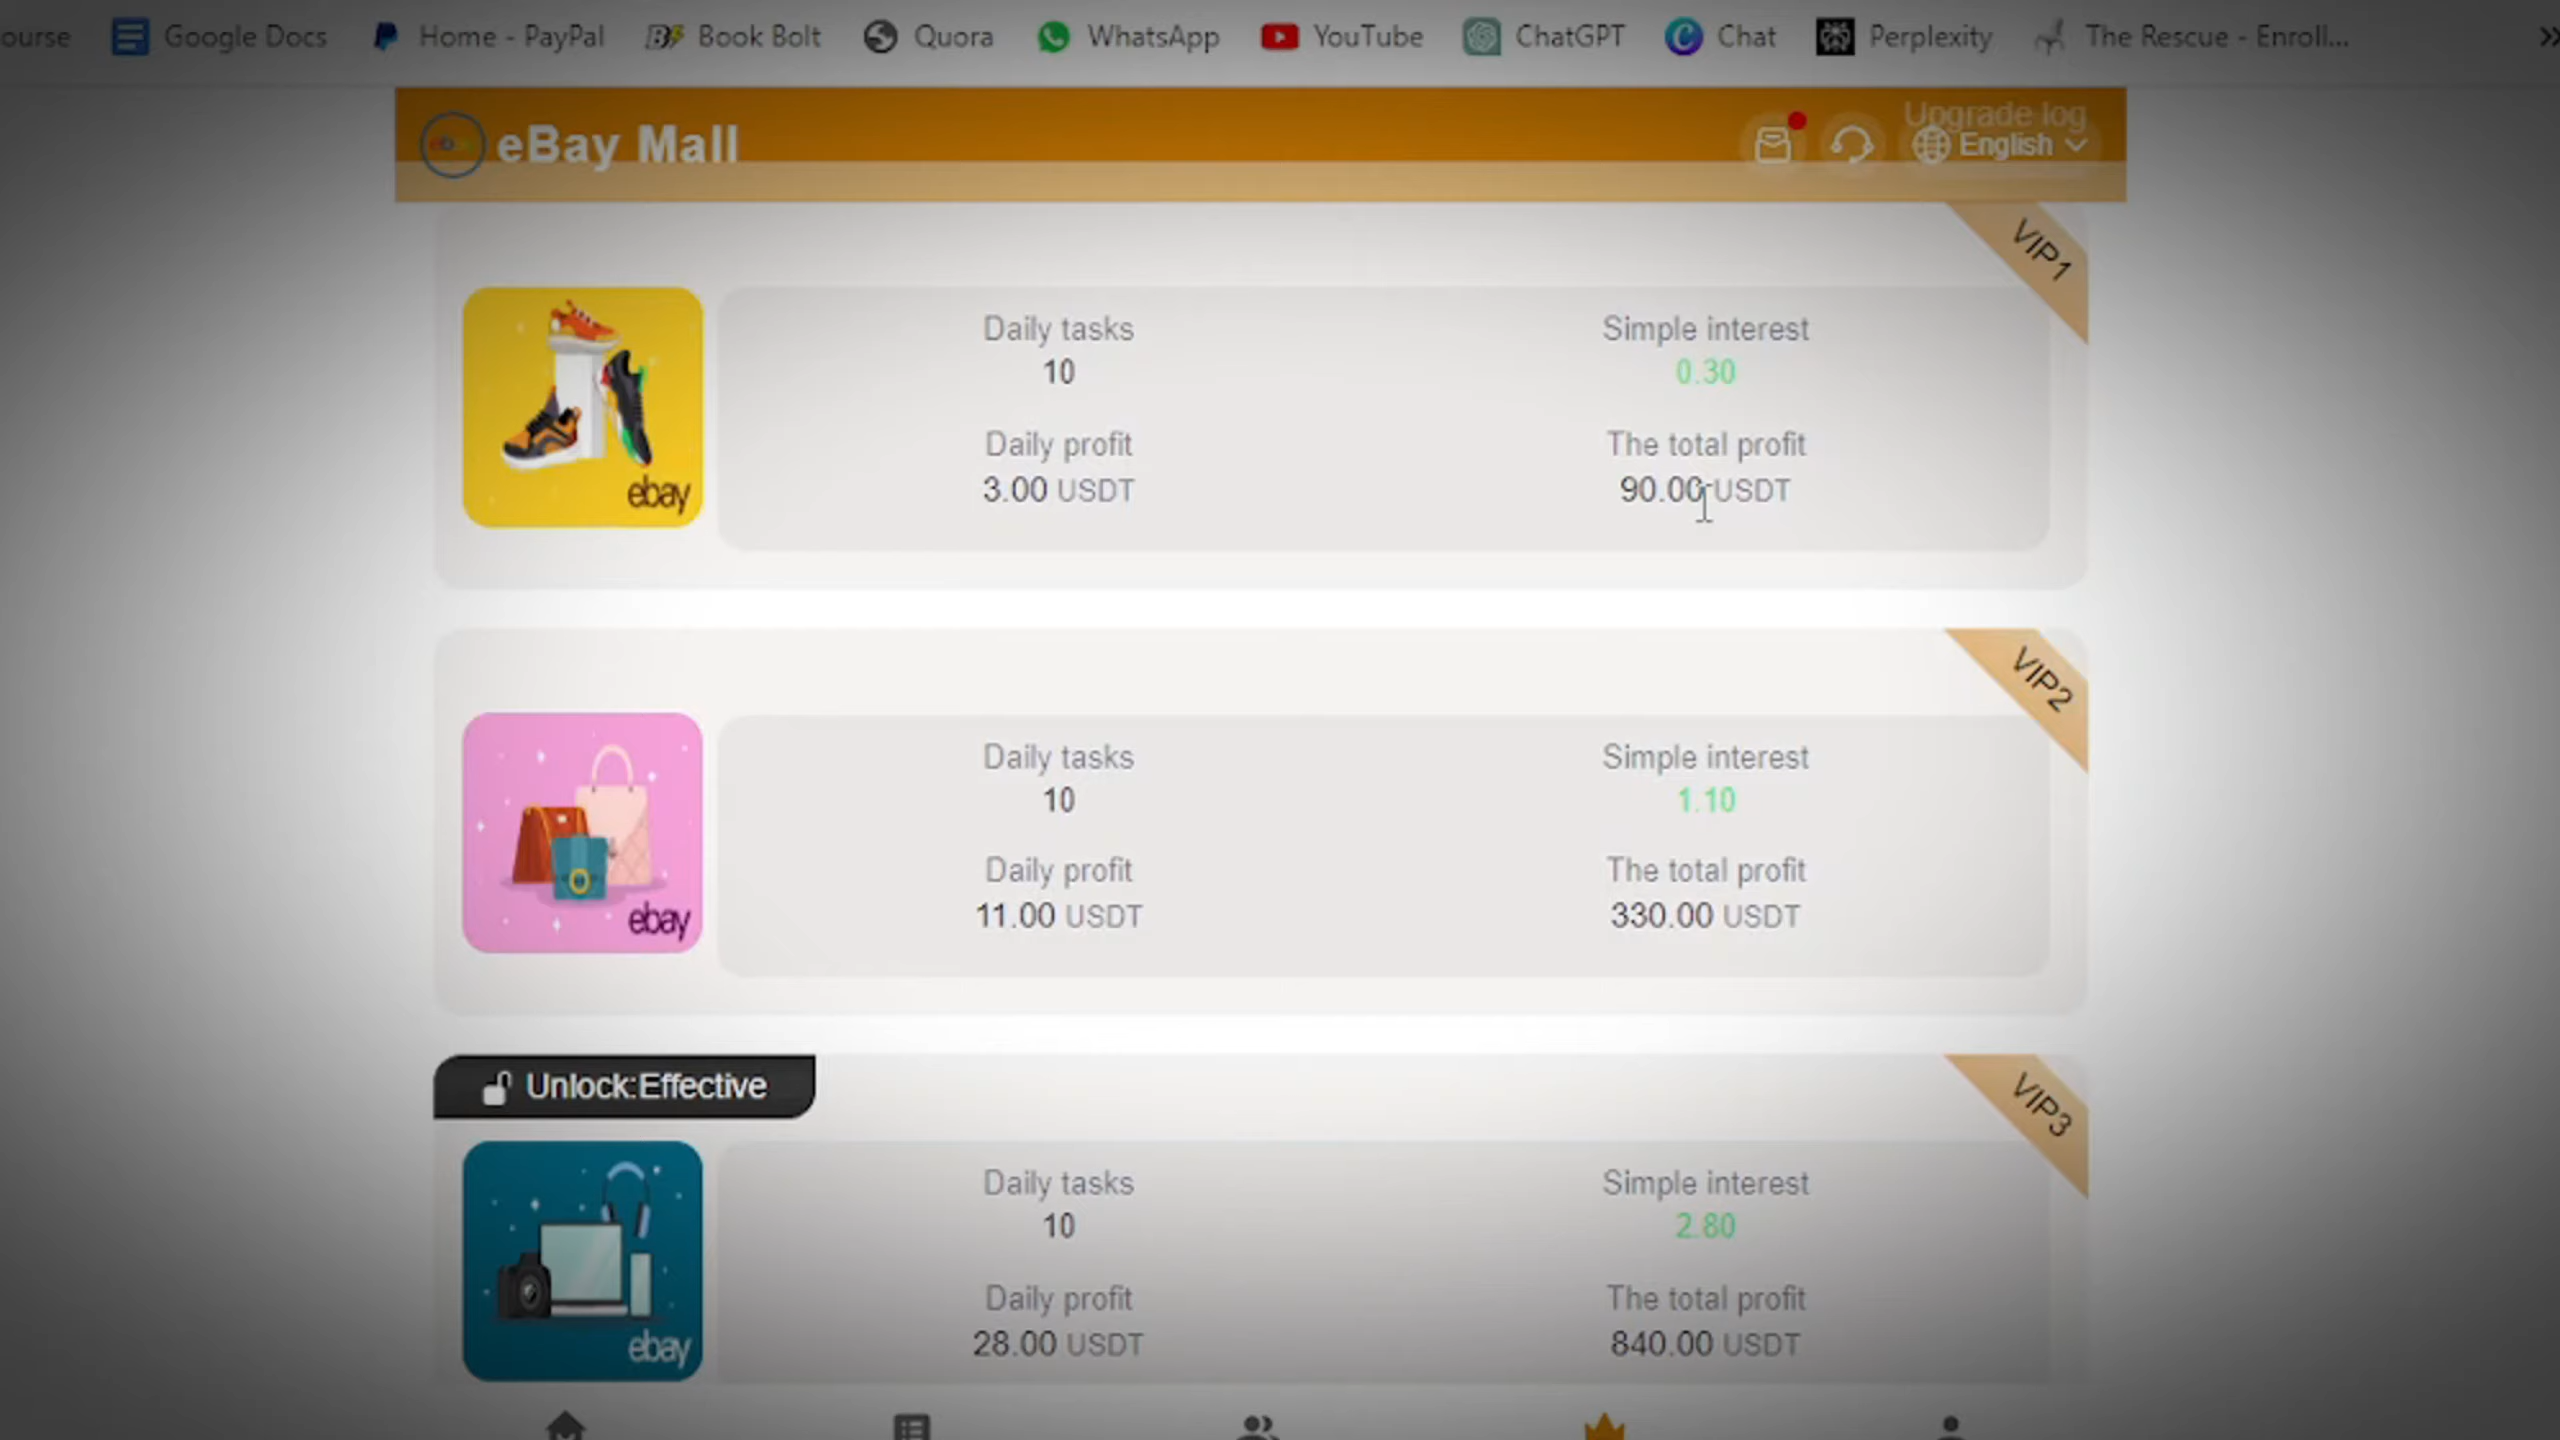 ourse Google Docs Home - PayPal Book Bolt Quora WhatsApp YouTube ChatGPT Chat Perplexity The Rescue - Enroll... »
Upgrade log
ebay eBay Mall English
VIP1
Daily tasks Simple interest
10 0.30
Daily profit The total profit
3.00 USDT 90.00 USDT
ebay
VIP2
Daily tasks Simple interest
10 1.10
Daily profit The total profit
11.00 USDT 330.00 USDT
ebay
Unlock:Effective
VIP3
Daily tasks Simple interest
10 2.80
Daily profit The total profit
28.00 USDT 840.00 USDT
ebay